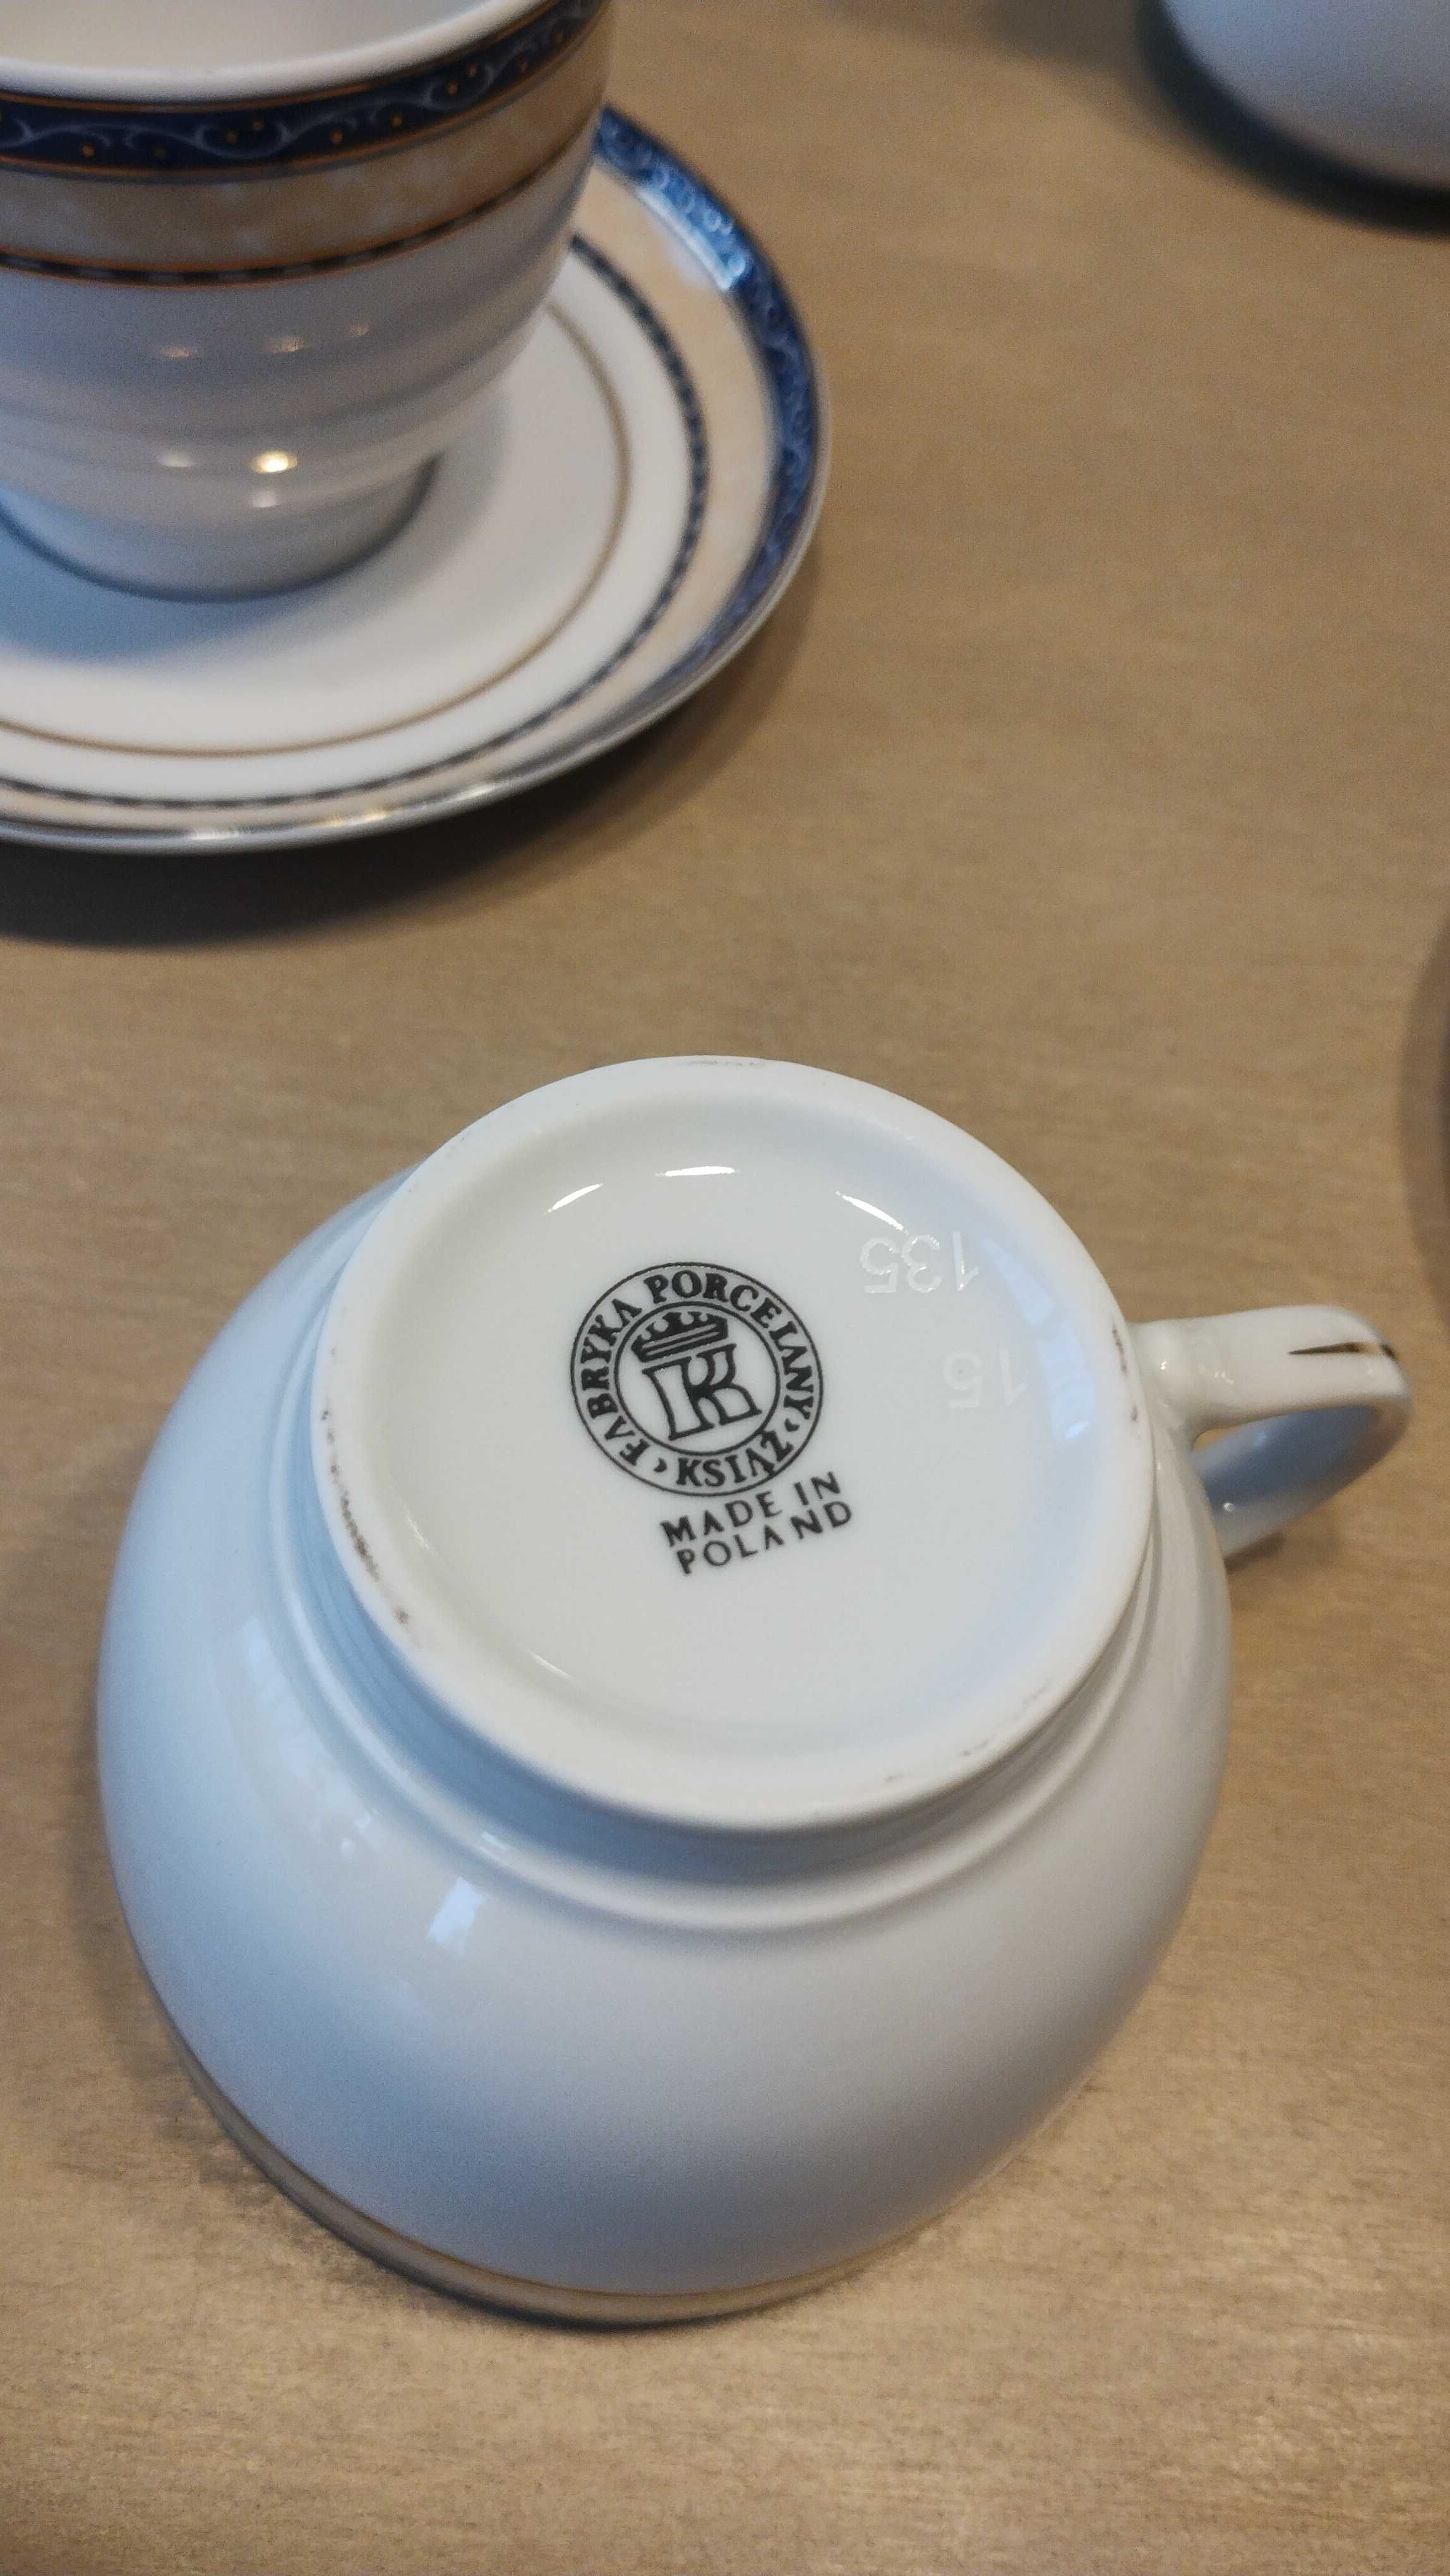 FABRYKA PORCELANY · KSIĄŻ ·
K
MADE IN
POLAND
135
15